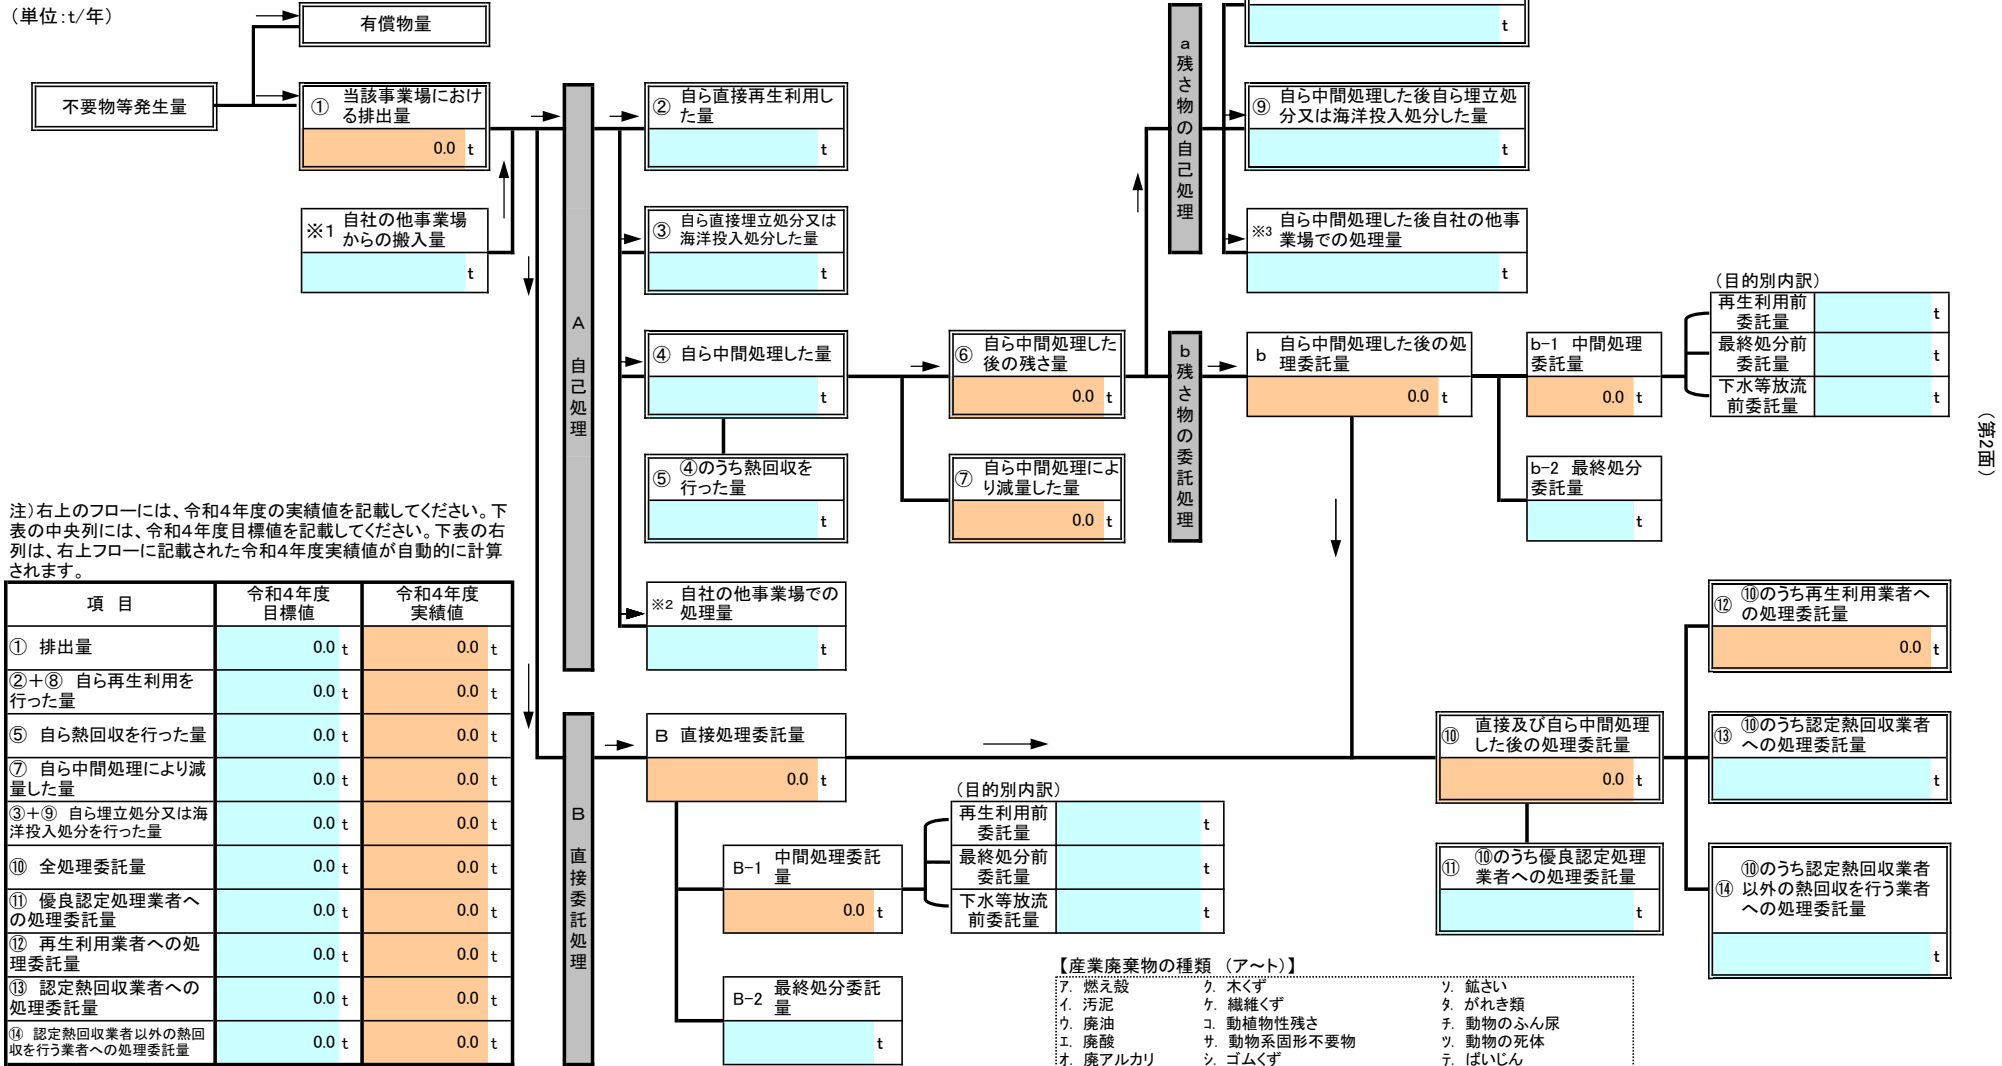 （単位：t/年）
有償物量
不要物等発生量
① 当該事業場におけ
る排出量
0.0 t
※1 自社の他事業場
からの搬入量
t
A 自己処理
② 自ら直接再生利用し
た量
t
③ 自ら直接埋立処分又は
海洋投入処分した量
t
④ 自ら中間処理した量
t
⑤ ④のうち熱回収を
行った量
t
※2 自社の他事業場での
処理量
t
⑥ 自ら中間処理した
後の残さ量
0.0 t
⑦ 自ら中間処理によ
り減量した量
0.0 t
a 残さ物の自己処理
t
⑨ 自ら中間処理した後自ら埋立処
分又は海洋投入処分した量
t
※3 自ら中間処理した後自社の他事
業場での処理量
t
b 残さ物の委託処理
b 自ら中間処理した後の処
理委託量
0.0 t
b-1 中間処理
委託量
0.0 t
b-2 最終処分
委託量
t
（目的別内訳）
再生利用前
委託量
t
最終処分前
委託量
t
下水等放流
前委託量
t
（第2面）
注）右上のフローには、令和４年度の実績値を記載してください。下
表の中央列には、令和４年度目標値を記載してください。下表の右
列は、右上フローに記載された令和４年度実績値が自動的に計算
されます。
項 目 令和４年度 目標値 令和４年度 実績値
① 排出量 0.0 t 0.0 t
②＋⑧ 自ら再生利用を
行った量 0.0 t 0.0 t
⑤ 自ら熱回収を行った量 0.0 t 0.0 t
⑦ 自ら中間処理により減
量した量 0.0 t 0.0 t
③＋⑨ 自ら埋立処分又は海
洋投入処分を行った量 0.0 t 0.0 t
⑩ 全処理委託量 0.0 t 0.0 t
⑪ 優良認定処理業者へ
の処理委託量 0.0 t 0.0 t
⑫ 再生利用業者への処
理委託量 0.0 t 0.0 t
⑬ 認定熱回収業者への
処理委託量 0.0 t 0.0 t
⑭ 認定熱回収業者以外の熱回
収を行う業者への処理委託量 0.0 t 0.0 t
B 直接委託処理
B 直接処理委託量
0.0 t
B-1 中間処理委託
量
0.0 t
B-2 最終処分委託
量
t
（目的別内訳）
再生利用前
委託量
t
最終処分前
委託量
t
下水等放流
前委託量
t
⑩ 直接及び自ら中間処理
した後の処理委託量
0.0 t
⑪ ⑩のうち優良認定処理
業者への処理委託量
t
⑫ ⑩のうち再生利用業者へ
の処理委託量
0.0 t
⑬ ⑩のうち認定熱回収業者
への処理委託量
t
⑭ ⑩のうち認定熱回収業者
以外の熱回収を行う業者
への処理委託量
t
【産業廃棄物の種類 （ア～ト）】
ア. 燃え殻 ク. 木くず ソ. 鉱さい
イ. 汚泥 ケ. 繊維くず タ. がれき類
ウ. 廃油 コ. 動植物性残さ チ. 動物のふん尿
エ. 廃酸 サ. 動物系固形不要物 ツ. 動物の死体
オ. 廃アルカリ シ. ゴムくず テ. ばいじん